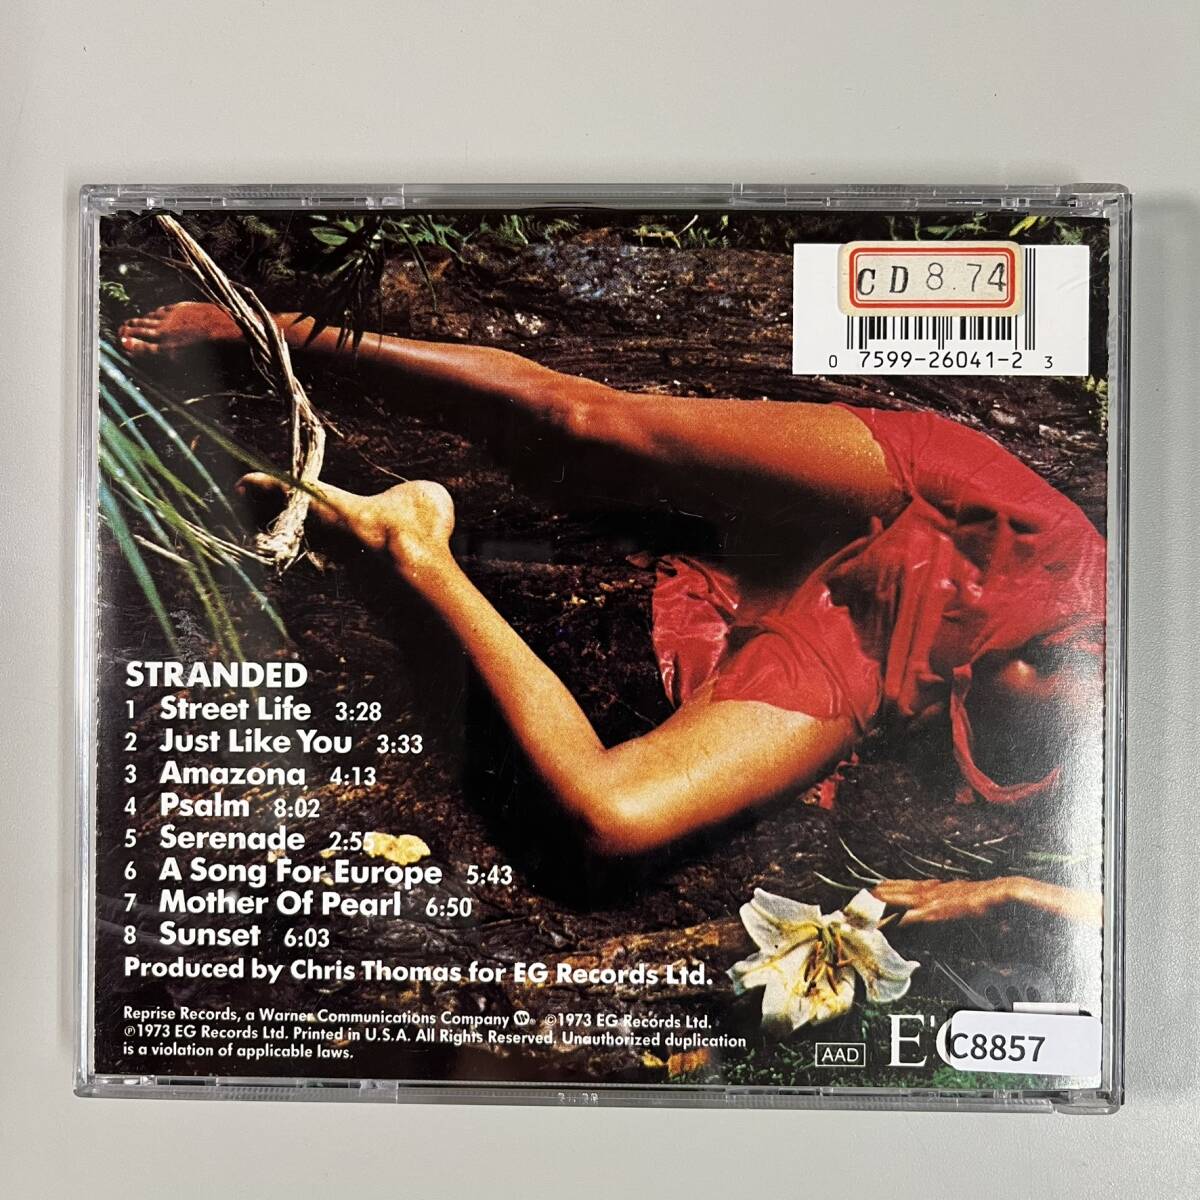 CD 8.74
0 7599-26041-2 3
STRANDED
1 Street Life 3:28
2 Just Like You 3:33
3 Amazona 4:13
4 Psalm 8:02
5 Serenade 2:55
6 A Song For Europe 5:43
7 Mother Of Pearl 6:50
8 Sunset 6:03
Produced by Chris Thomas for EG Records Ltd.
Reprise Records, a Warner Communications Company ©1973 EG Records Ltd.
℗1973 EG Records Ltd. Printed in U.S.A. All Rights Reserved. Unauthorized duplication
is a violation of applicable laws.
AAD
C8857